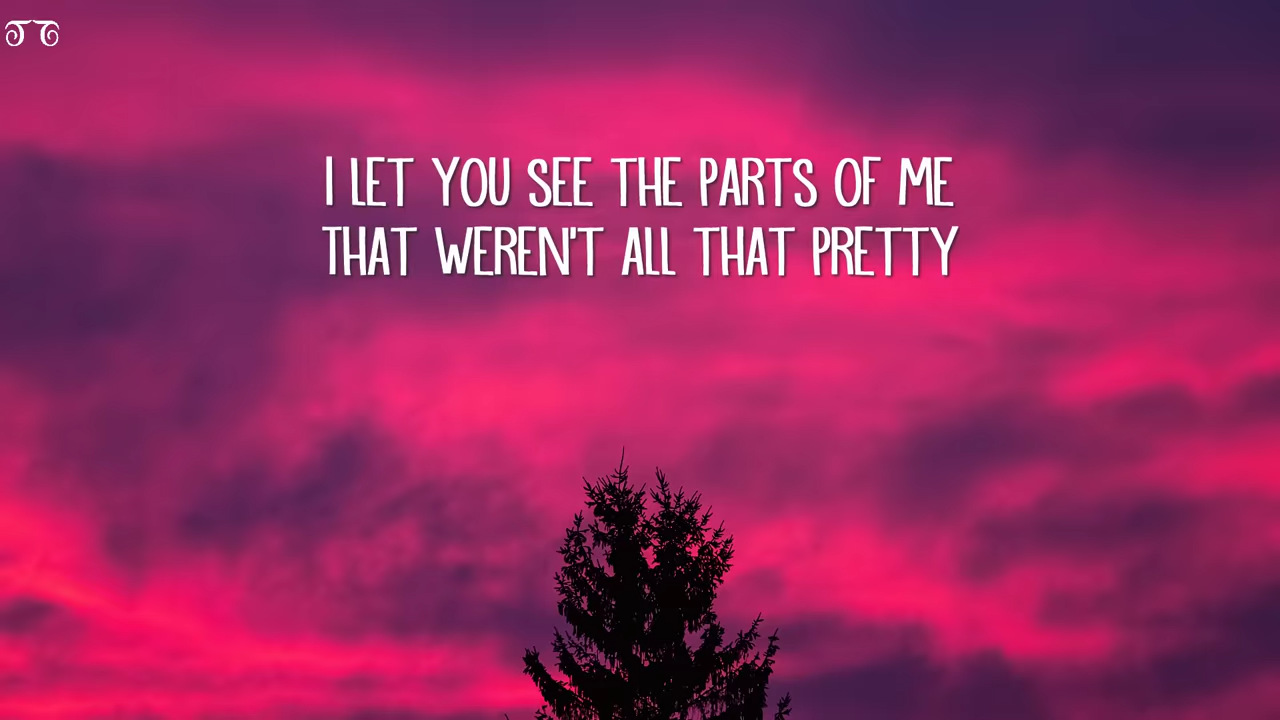 I LET YOU SEE THE PARTS OF ME
THAT WEREN'T ALL THAT PRETTY